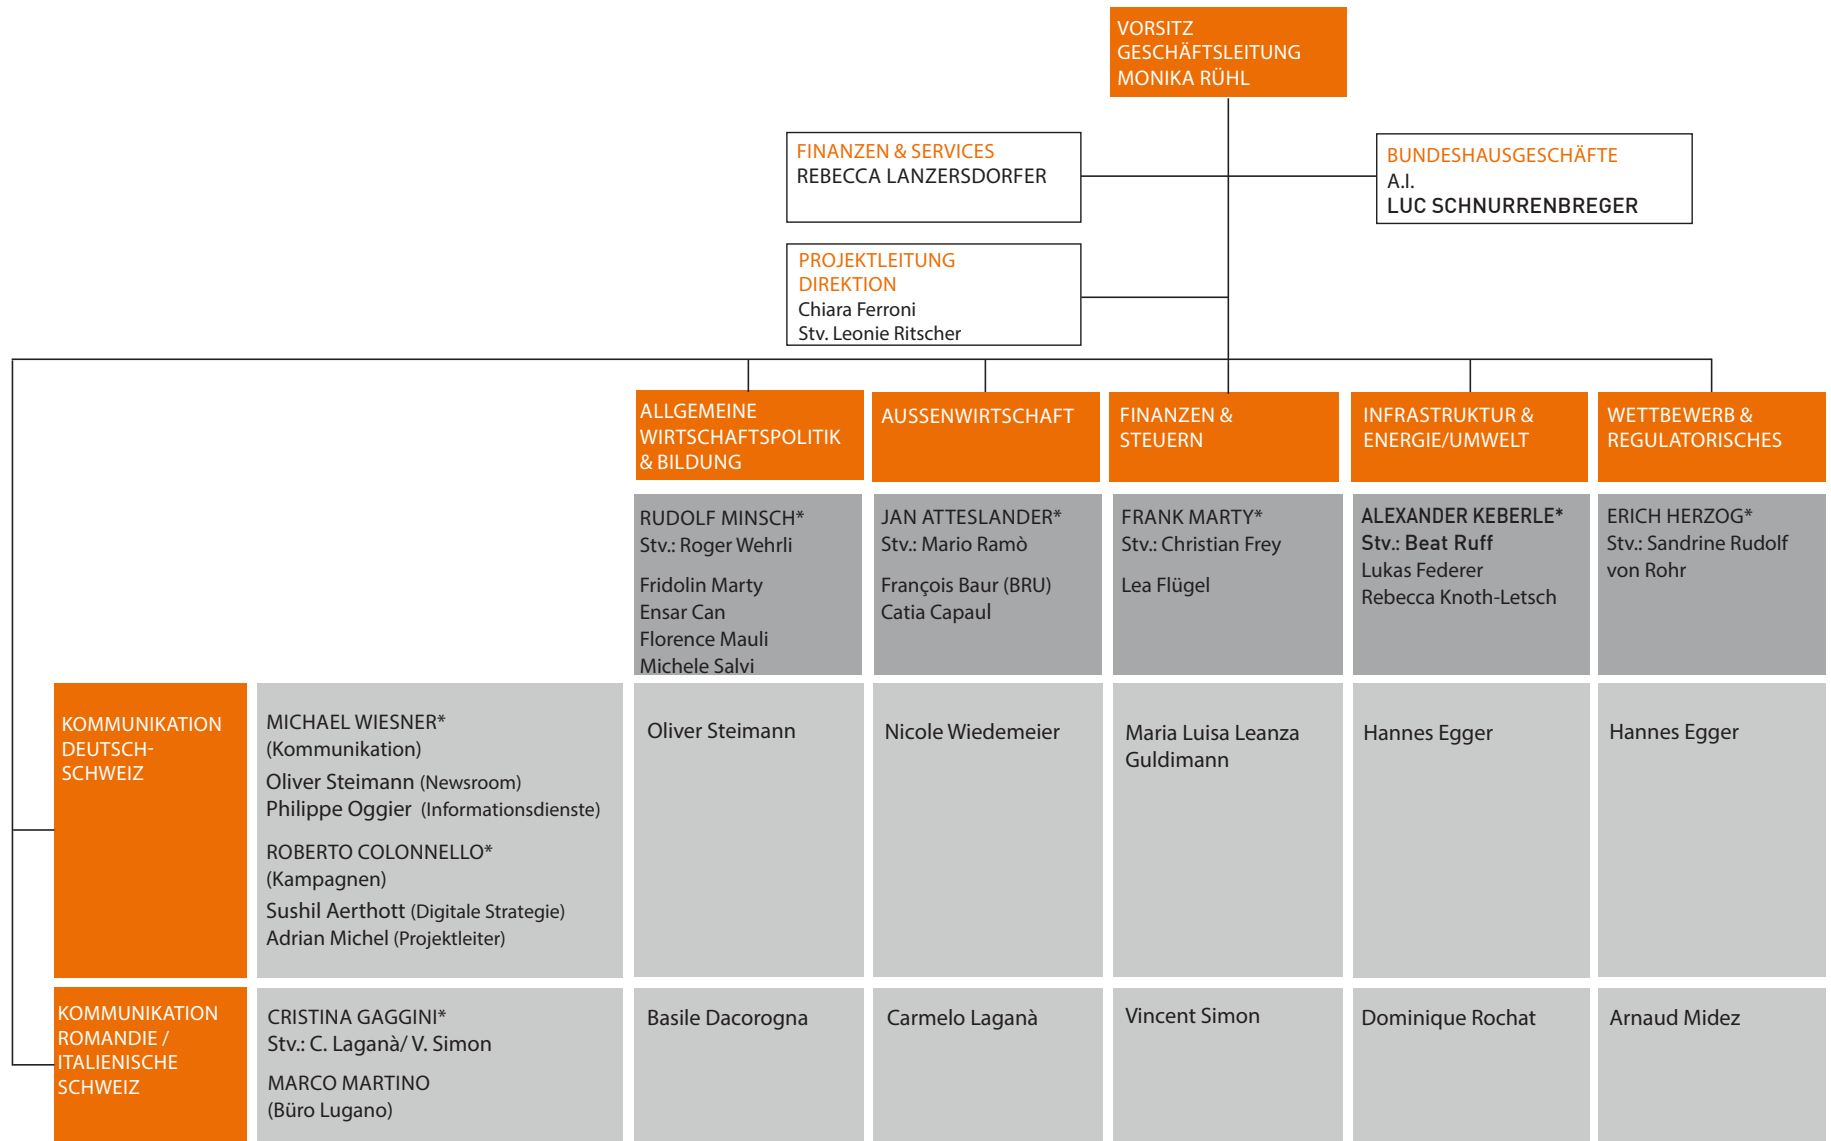 VORSITZ
GESCHÄFTSLEITUNG
MONIKA RÜHL
FINANZEN & SERVICES
REBECCA LANZERSDORFER
BUNDESHAUSGESCHÄFTE
A.I.
LUC SCHNURRENBREGER
PROJEKTLEITUNG
DIREKTION
Chiara Ferroni
Stv. Leonie Ritscher
ALLGEMEINE
WIRTSCHAFTSPOLITIK
& BILDUNG
AUSSENWIRTSCHAFT
FINANZEN &
STEUERN
INFRASTRUKTUR &
ENERGIE/UMWELT
WETTBEWERB &
REGULATORISCHES
RUDOLF MINSCH*
Stv.: Roger Wehrli
Fridolin Marty
Ensar Can
Florence Mauli
Michele Salvi
JAN ATTESLANDER*
Stv.: Mario Ramò
François Baur (BRU)
Catia Capaul
FRANK MARTY*
Stv.: Christian Frey
Lea Flügel
ALEXANDER KEBERLE*
Stv.: Beat Ruff
Lukas Federer
Rebecca Knoth-Letsch
ERICH HERZOG*
Stv.: Sandrine Rudolf
von Rohr
KOMMUNIKATION
DEUTSCH-
SCHWEIZ
MICHAEL WIESNER*
(Kommunikation)
Oliver Steimann (Newsroom)
Philippe Oggier (Informationsdienste)
ROBERTO COLONNELLO*
(Kampagnen)
Sushil Aerthott (Digitale Strategie)
Adrian Michel (Projektleiter)
Oliver Steimann
Nicole Wiedemeier
Maria Luisa Leanza
Guldimann
Hannes Egger
Hannes Egger
KOMMUNIKATION
ROMANDIE /
ITALIENISCHE
SCHWEIZ
CRISTINA GAGGINI*
Stv.: C. Laganà/ V. Simon
MARCO MARTINO
(Büro Lugano)
Basile Dacorogna
Carmelo Laganà
Vincent Simon
Dominique Rochat
Arnaud Midez